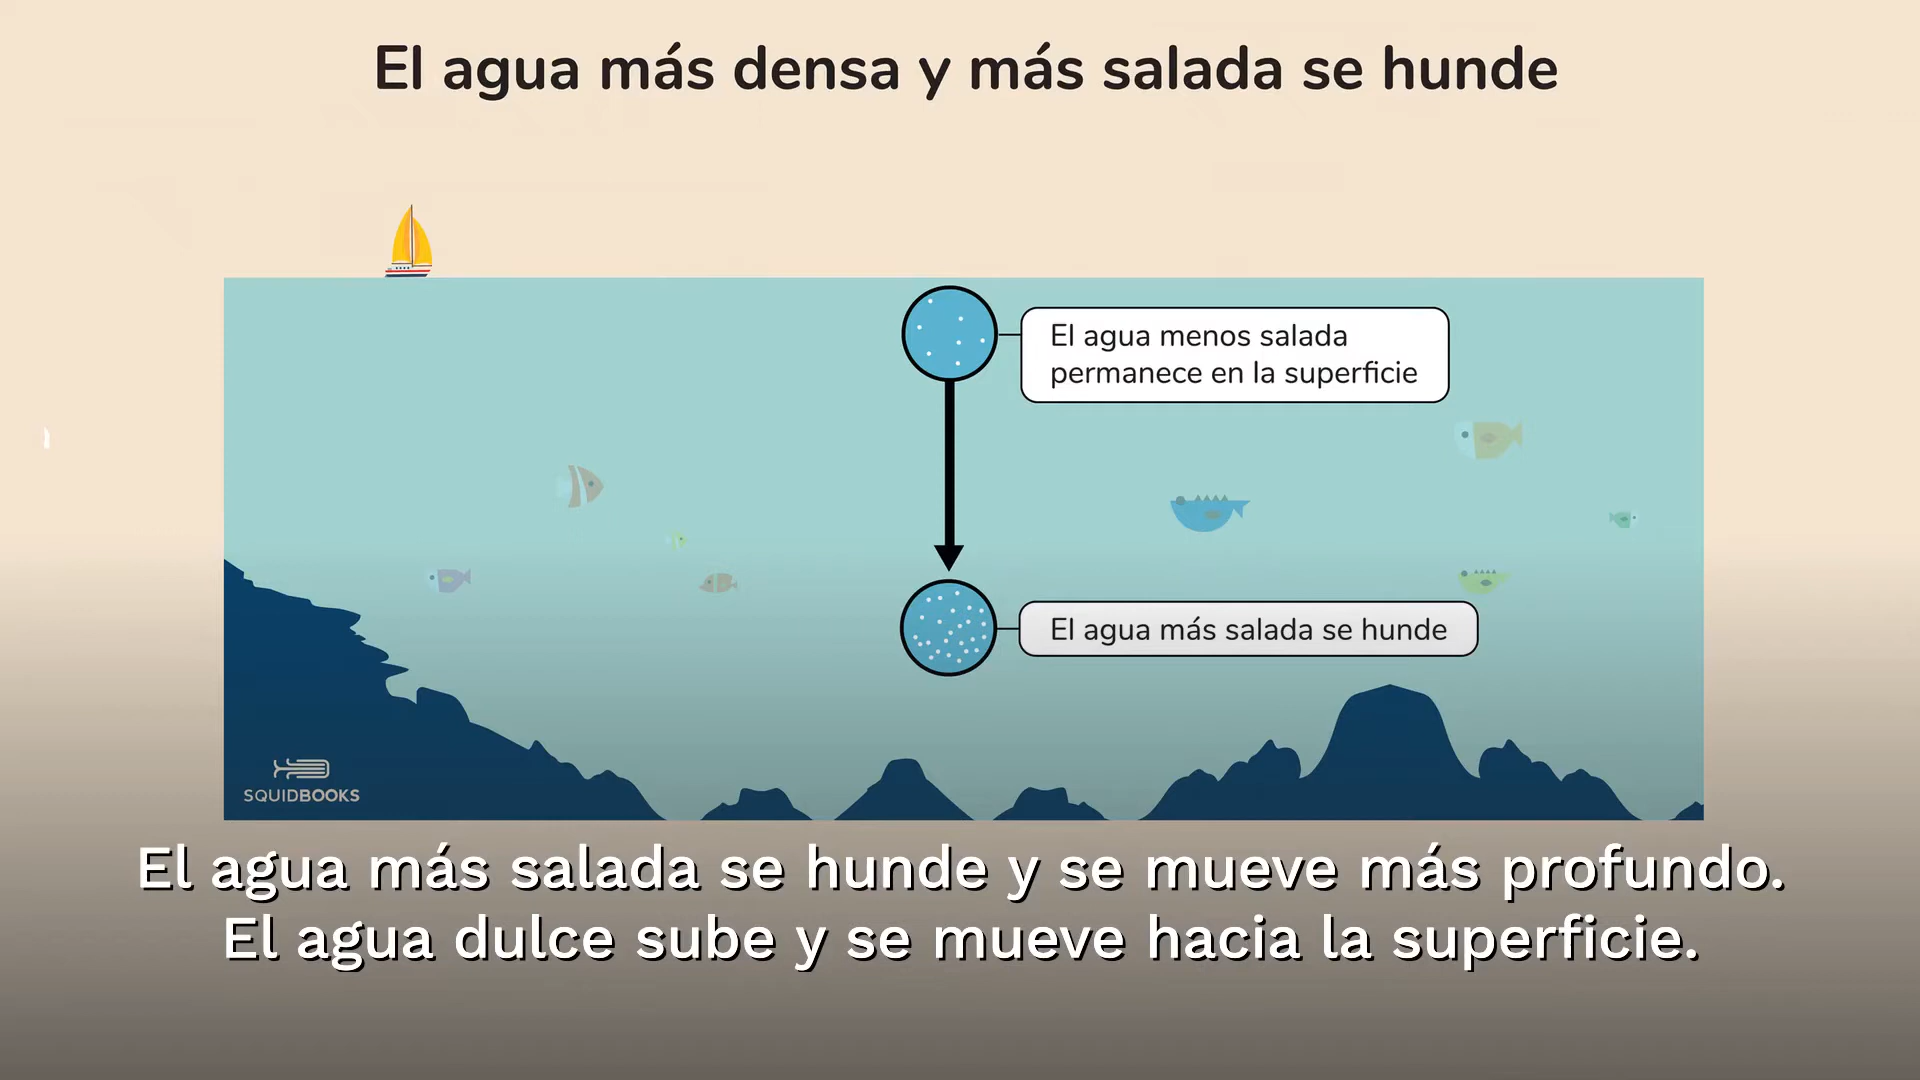 El agua más densa y más salada se hunde
El agua menos salada
permanece en la superficie
El agua más salada se hunde
SQUIDBOOKS
El agua más salada se hunde y se mueve más profundo.
El agua dulce sube y se mueve hacia la superficie.